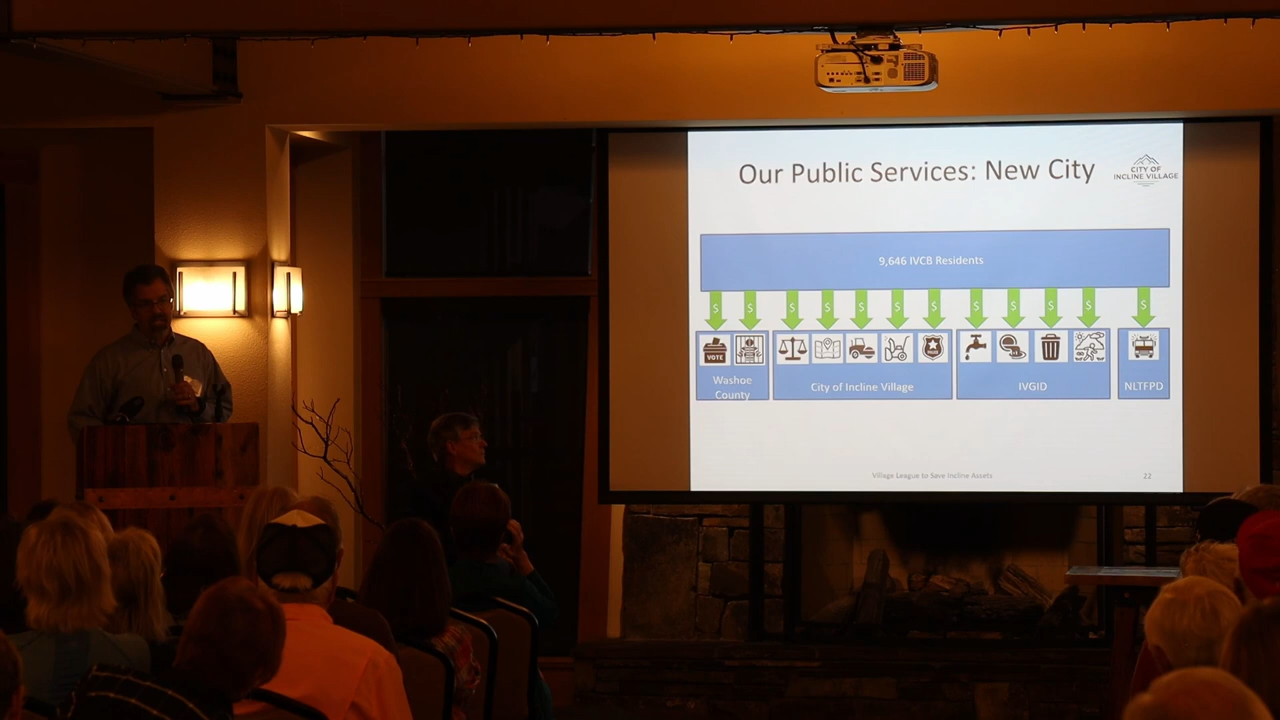 Our Public Services: New City
CITY OF
INCLINE VILLAGE
9,646 IVCB Residents
$ $ $ $ $ $ $ $ $ $ $ $
VOTE
POLICE
Washoe
County
City of Incline Village
IVGID
NLTFPD
Village League to Save Incline Assets
22